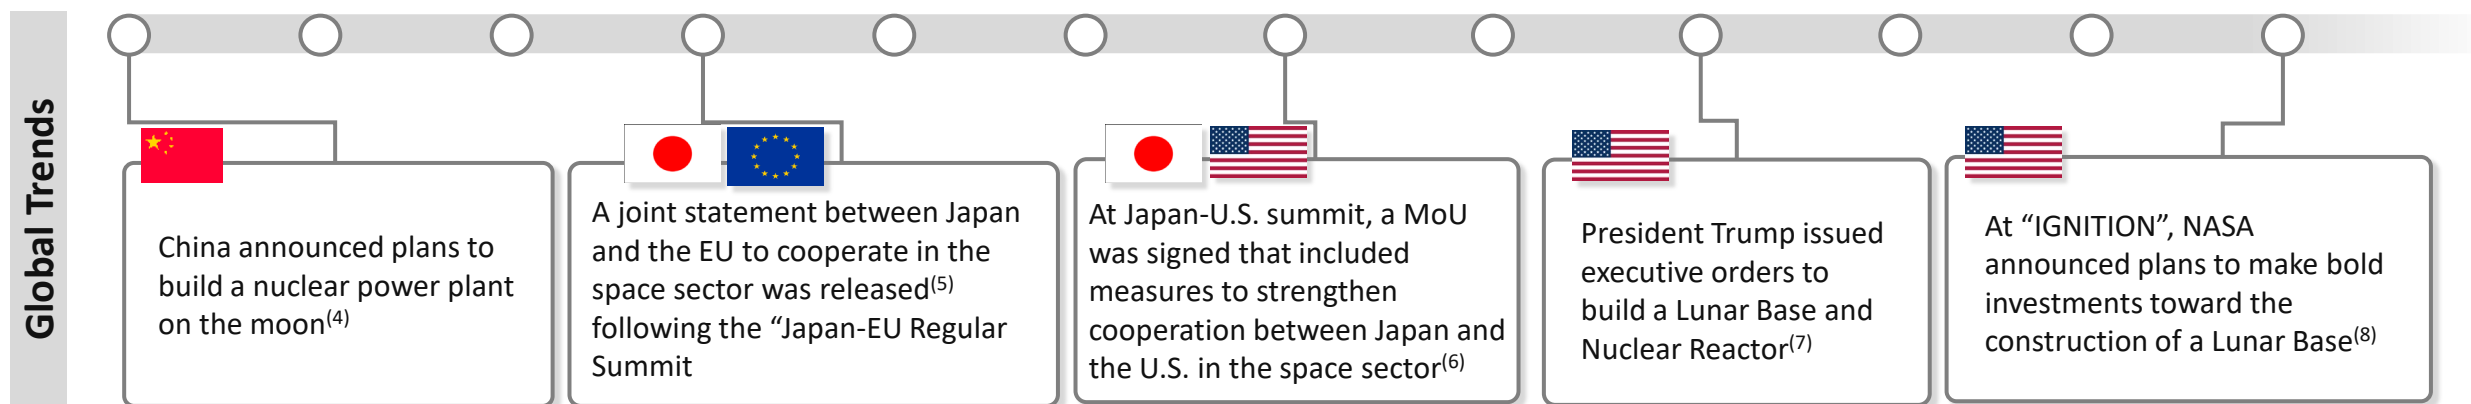 Global Trends
China announced plans to
build a nuclear power plant
on the moon(4)
A joint statement between Japan
and the EU to cooperate in the
space sector was released(5)
following the “Japan-EU Regular
Summit
At Japan-U.S. summit, a MoU
was signed that included
measures to strengthen
cooperation between Japan and
the U.S. in the space sector(6)
President Trump issued
executive orders to
build a Lunar Base and
Nuclear Reactor(7)
At “IGNITION”, NASA
announced plans to make bold
investments toward the
construction of a Lunar Base(8)